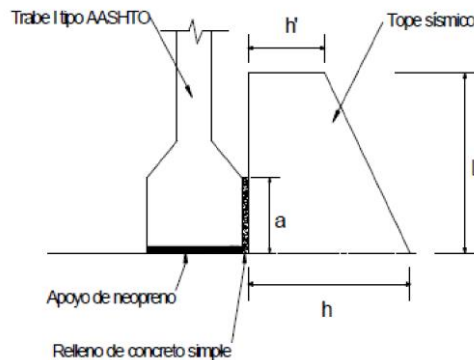 Trabe I tipo AASHTO
h'
Tope sísmico
a
Apoyo de neopreno
h
Relleno de concreto simple